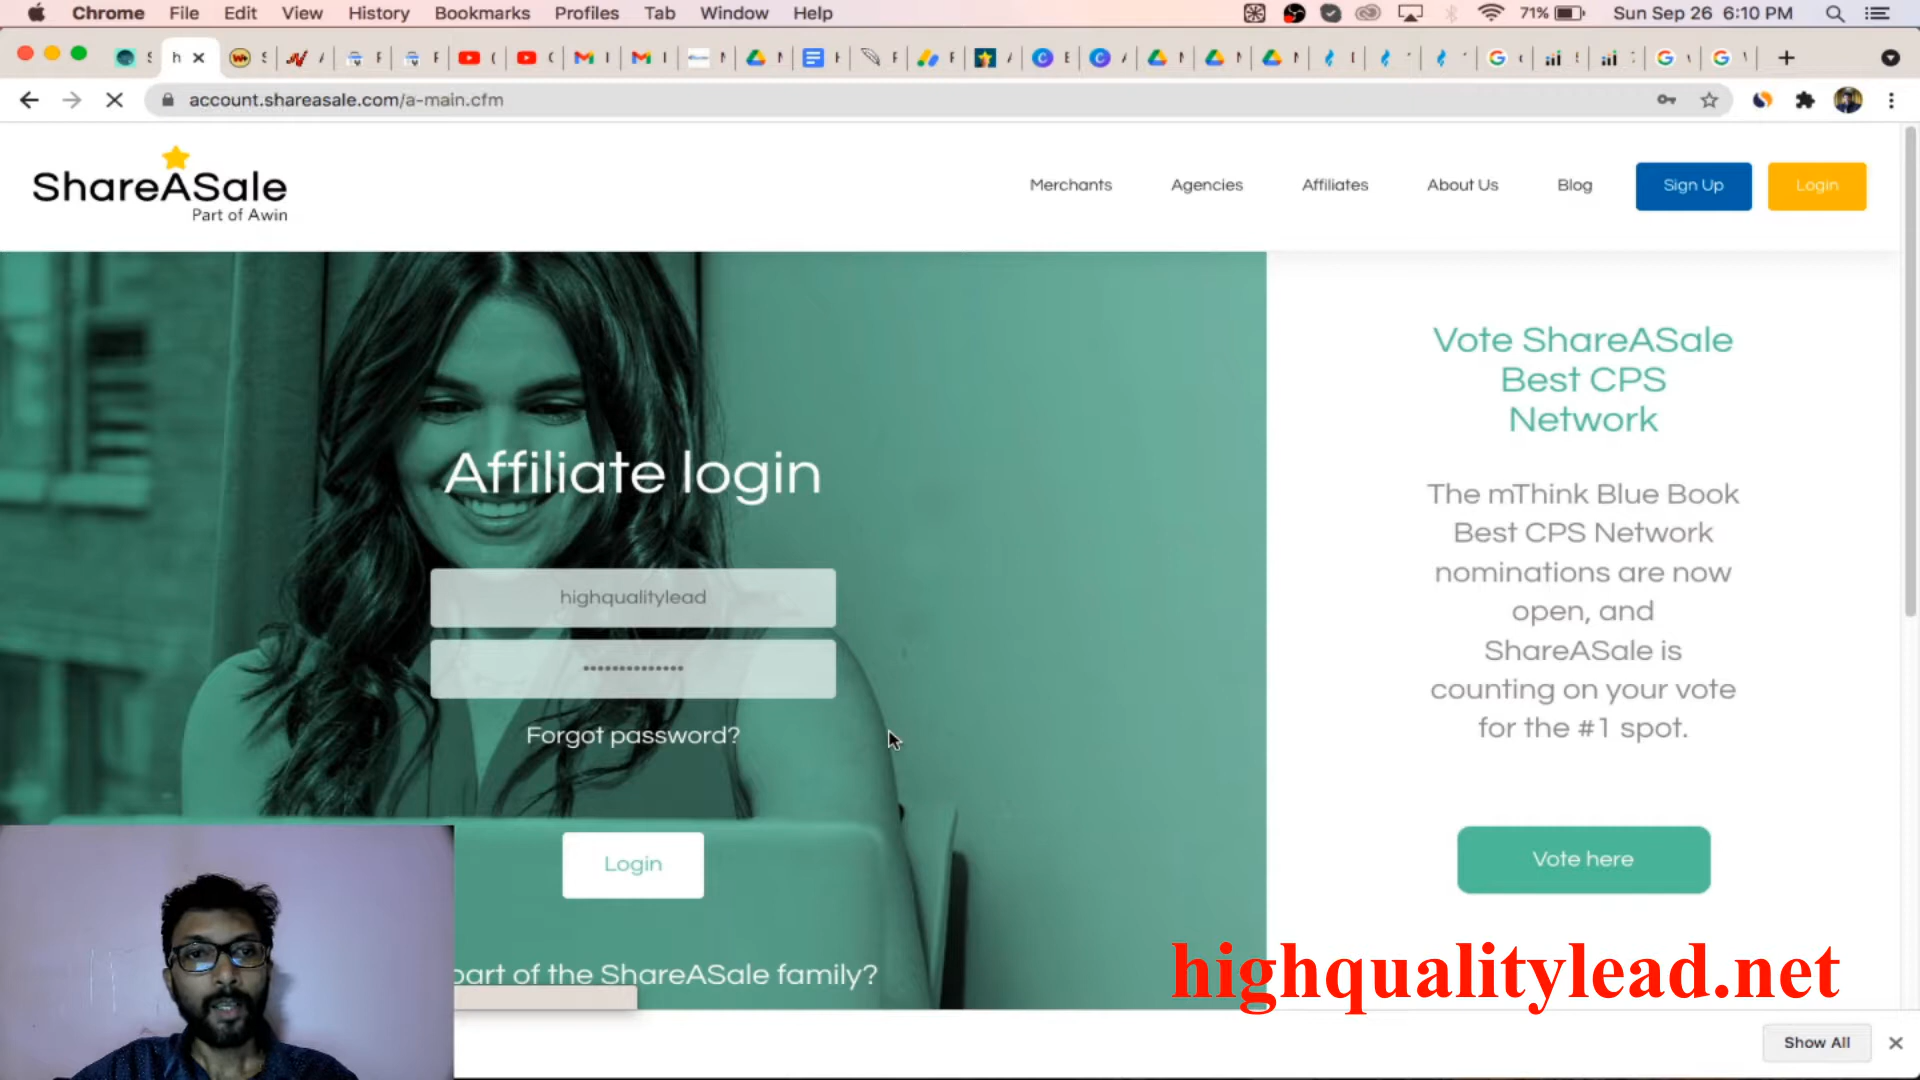 Chrome File Edit View History Bookmarks Profiles Tab Window Help 71% Sun Sep 26 6:10 PM
account.shareasale.com/a-main.cfm
ShareASale
Part of Awin
Merchants Agencies Affiliates About Us Blog Sign Up Login
Affiliate login
highqualitylead
••••••••••••••
Forgot password?
Login
part of the ShareASale family?
Vote ShareASale
Best CPS
Network
The mThink Blue Book
Best CPS Network
nominations are now
open, and
ShareASale is
counting on your vote
for the #1 spot.
Vote here
highqualitylead.net
Show All